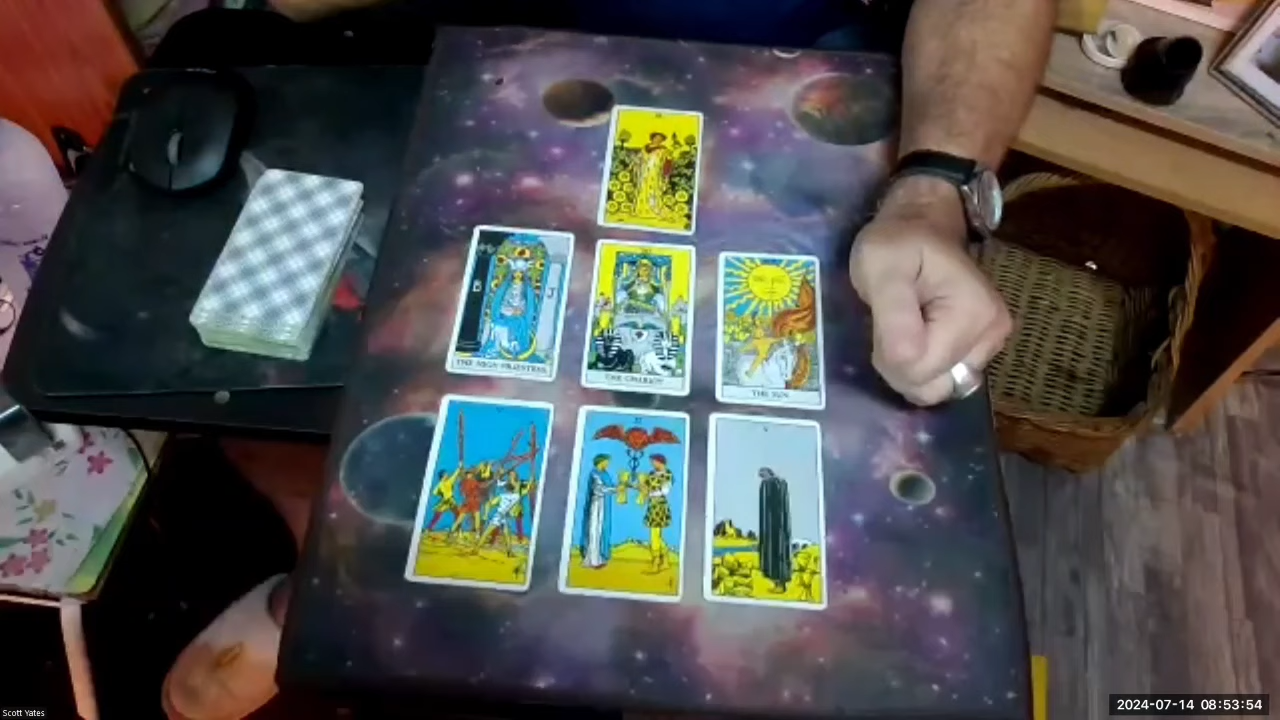 B J
THE HIGH PRIESTESS
THE CHARIOT
THE SUN
Scott Yates
2024-07-14 08:53:54